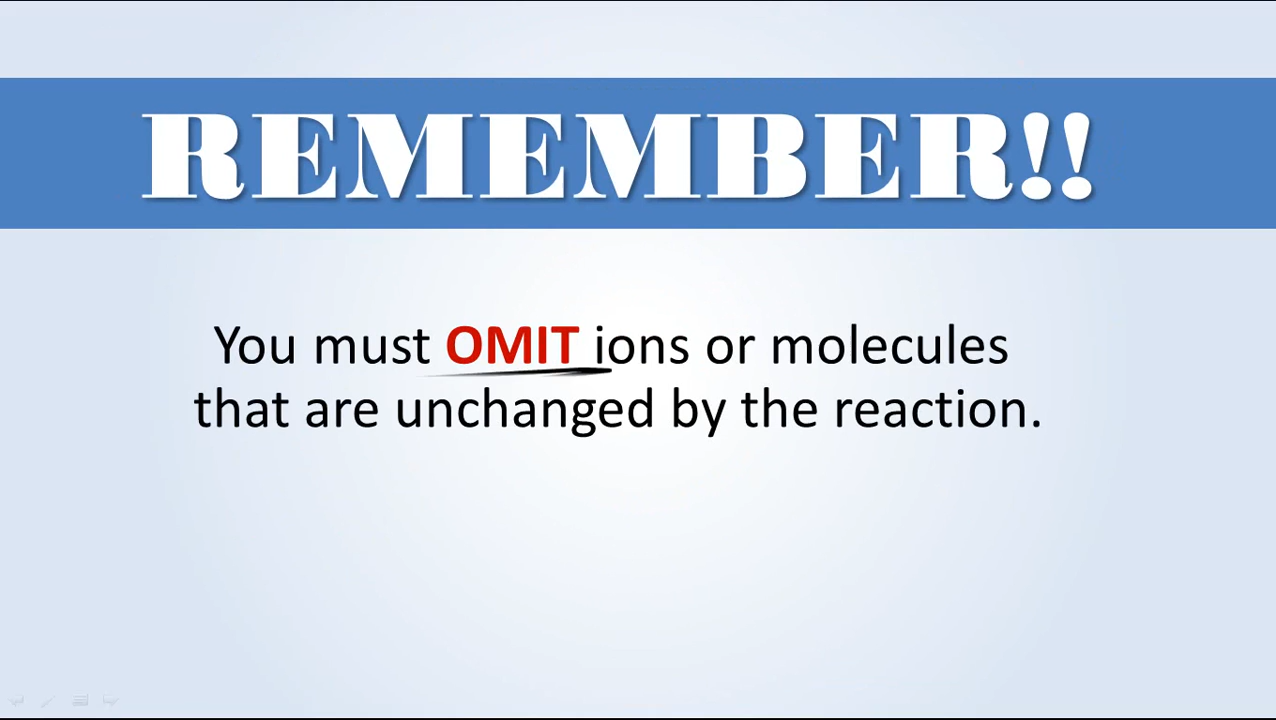 REMEMBER!!
You must OMIT ions or molecules
that are unchanged by the reaction.